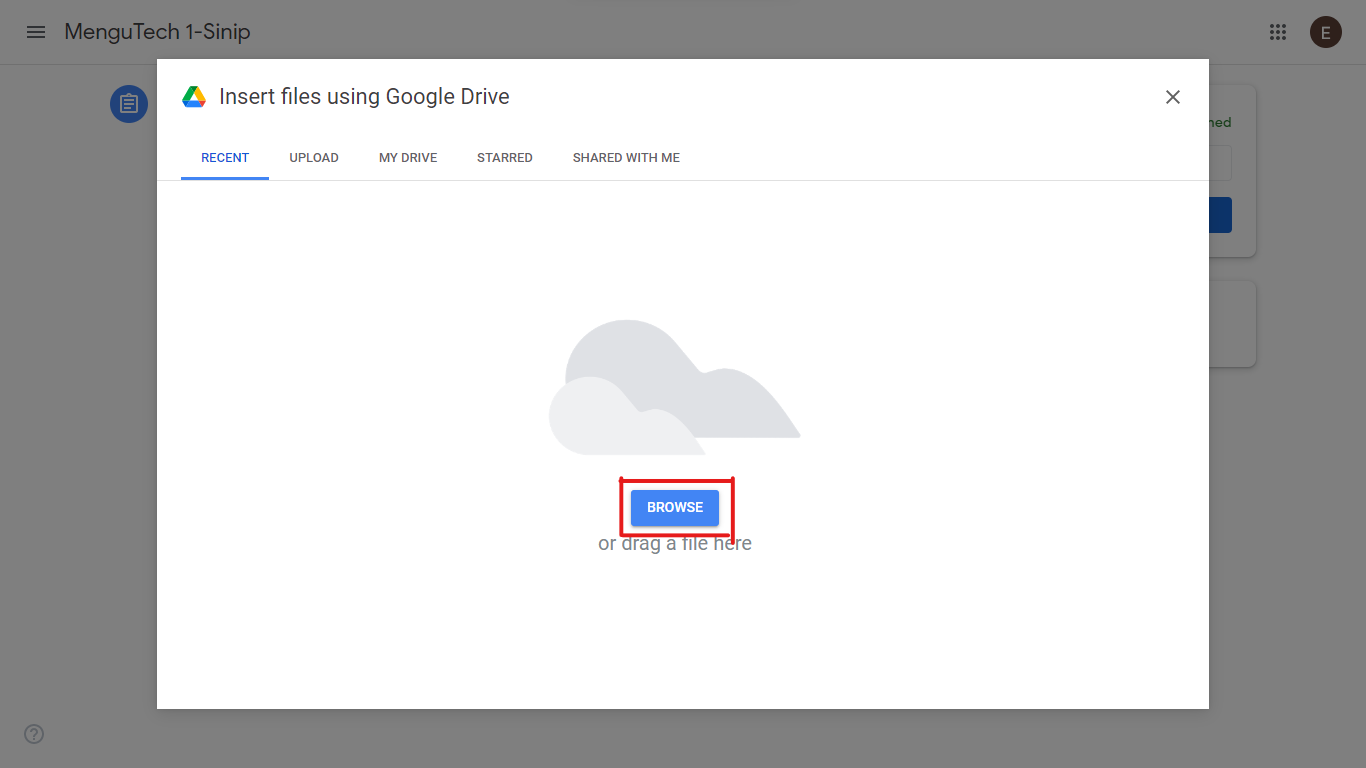 MenguTech 1-Sinip
E
Insert files using Google Drive
ned
RECENT UPLOAD MY DRIVE STARRED SHARED WITH ME
BROWSE
or drag a file here
?